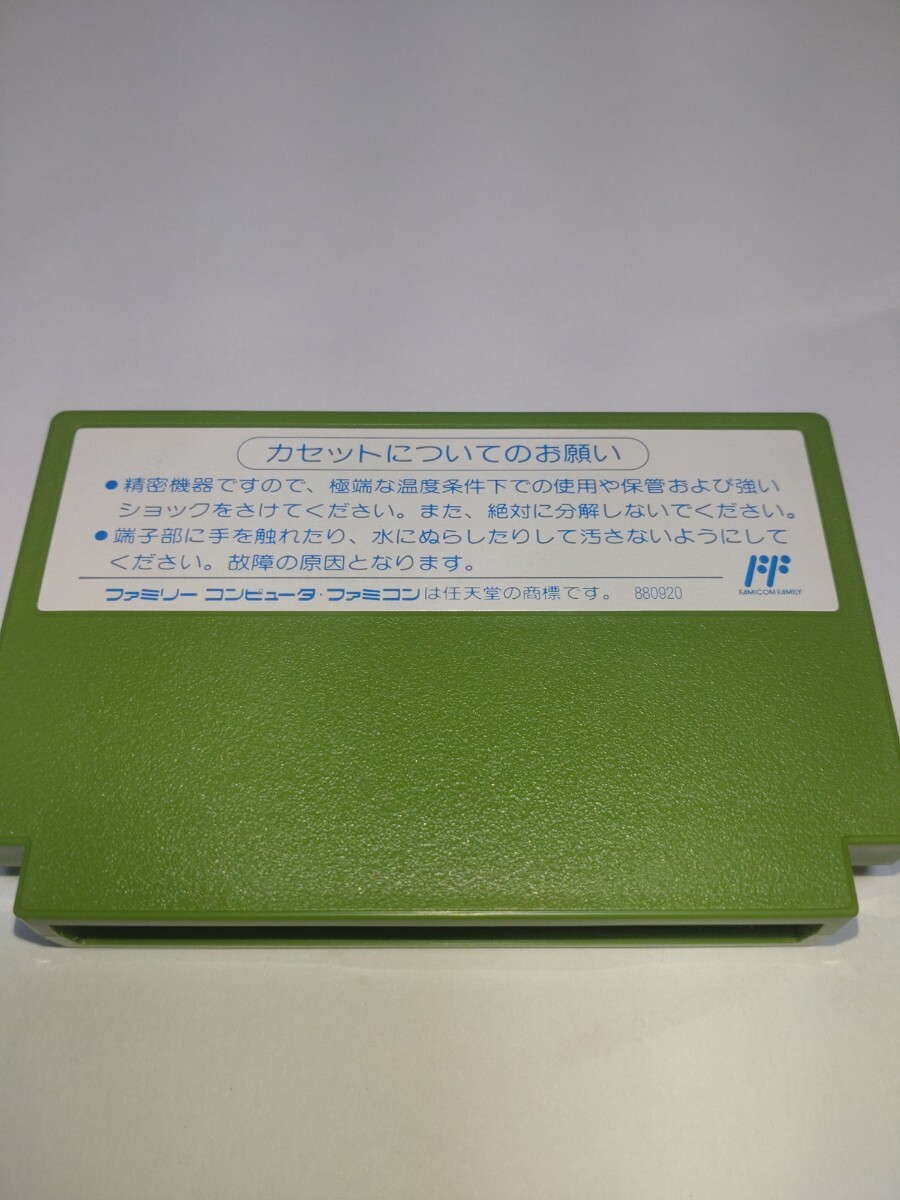 カセットについてのお願い
●精密機器ですので、極端な温度条件下での使用や保管および強い
ショックをさけてください。また、絶対に分解しないでください。
●端子部に手を触れたり、水にぬらしたりして汚さないようにして
ください。故障の原因となります。
ファミリー コンピュータ・ファミコンは任天堂の商標です。 880920
FF
FAMICOM FAMILY